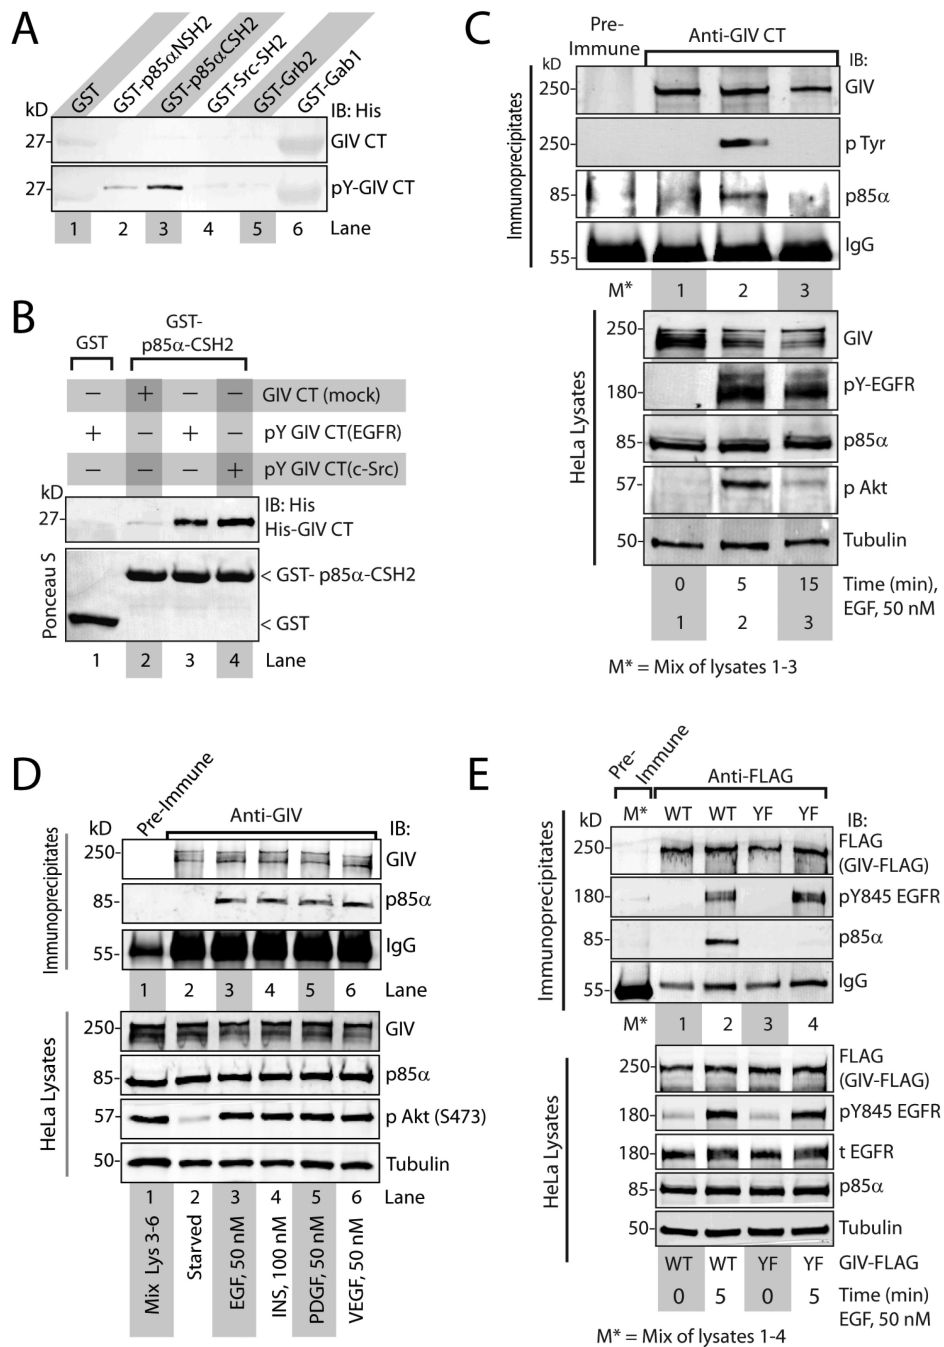 A
GST
GST-p85αNSH2
GST-p85αCSH2
GST-Src-SH2
GST-Grb2
GST-Gab1
kD
IB: His
27-
GIV CT
27-
pY-GIV CT
1 2 3 4 5 6 Lane
B
GST
GST-
p85α-CSH2
− + − − GIV CT (mock)
+ − + − pY GIV CT(EGFR)
− − − + pY GIV CT(c-Src)
kD
27-
IB: His
His-GIV CT
Ponceau S
< GST- p85α-CSH2
< GST
1 2 3 4 Lane
C
Pre-
Immune
Anti-GIV CT
kD
IB:
Immunoprecipitates
250- GIV
250- p Tyr
85- p85α
55- IgG
M* 1 2 3
HeLa Lysates
250- GIV
180- pY-EGFR
85- p85α
57- p Akt
50- Tubulin
0 5 15 Time (min),
EGF, 50 nM
1 2 3
M* = Mix of lysates 1-3
D
Pre-Immune
Anti-GIV
kD
IB:
Immunoprecipitates
250- GIV
85- p85α
55- IgG
1 2 3 4 5 6 Lane
HeLa Lysates
250- GIV
85- p85α
57- p Akt (S473)
50- Tubulin
1 2 3 4 5 6 Lane
Mix Lys 3-6
Starved
EGF, 50 nM
INS, 100 nM
PDGF, 50 nM
VEGF, 50 nM
E
Pre-
Immune
Anti-FLAG
kD
M* WT WT YF YF IB:
Immunoprecipitates
250- FLAG
(GIV-FLAG)
180- pY845 EGFR
85- p85α
55- IgG
M* 1 2 3 4
HeLa Lysates
250- FLAG
(GIV-FLAG)
180- pY845 EGFR
180- t EGFR
85- p85α
50- Tubulin
WT WT YF YF GIV-FLAG
0 5 0 5 Time (min)
EGF, 50 nM
M* = Mix of lysates 1-4